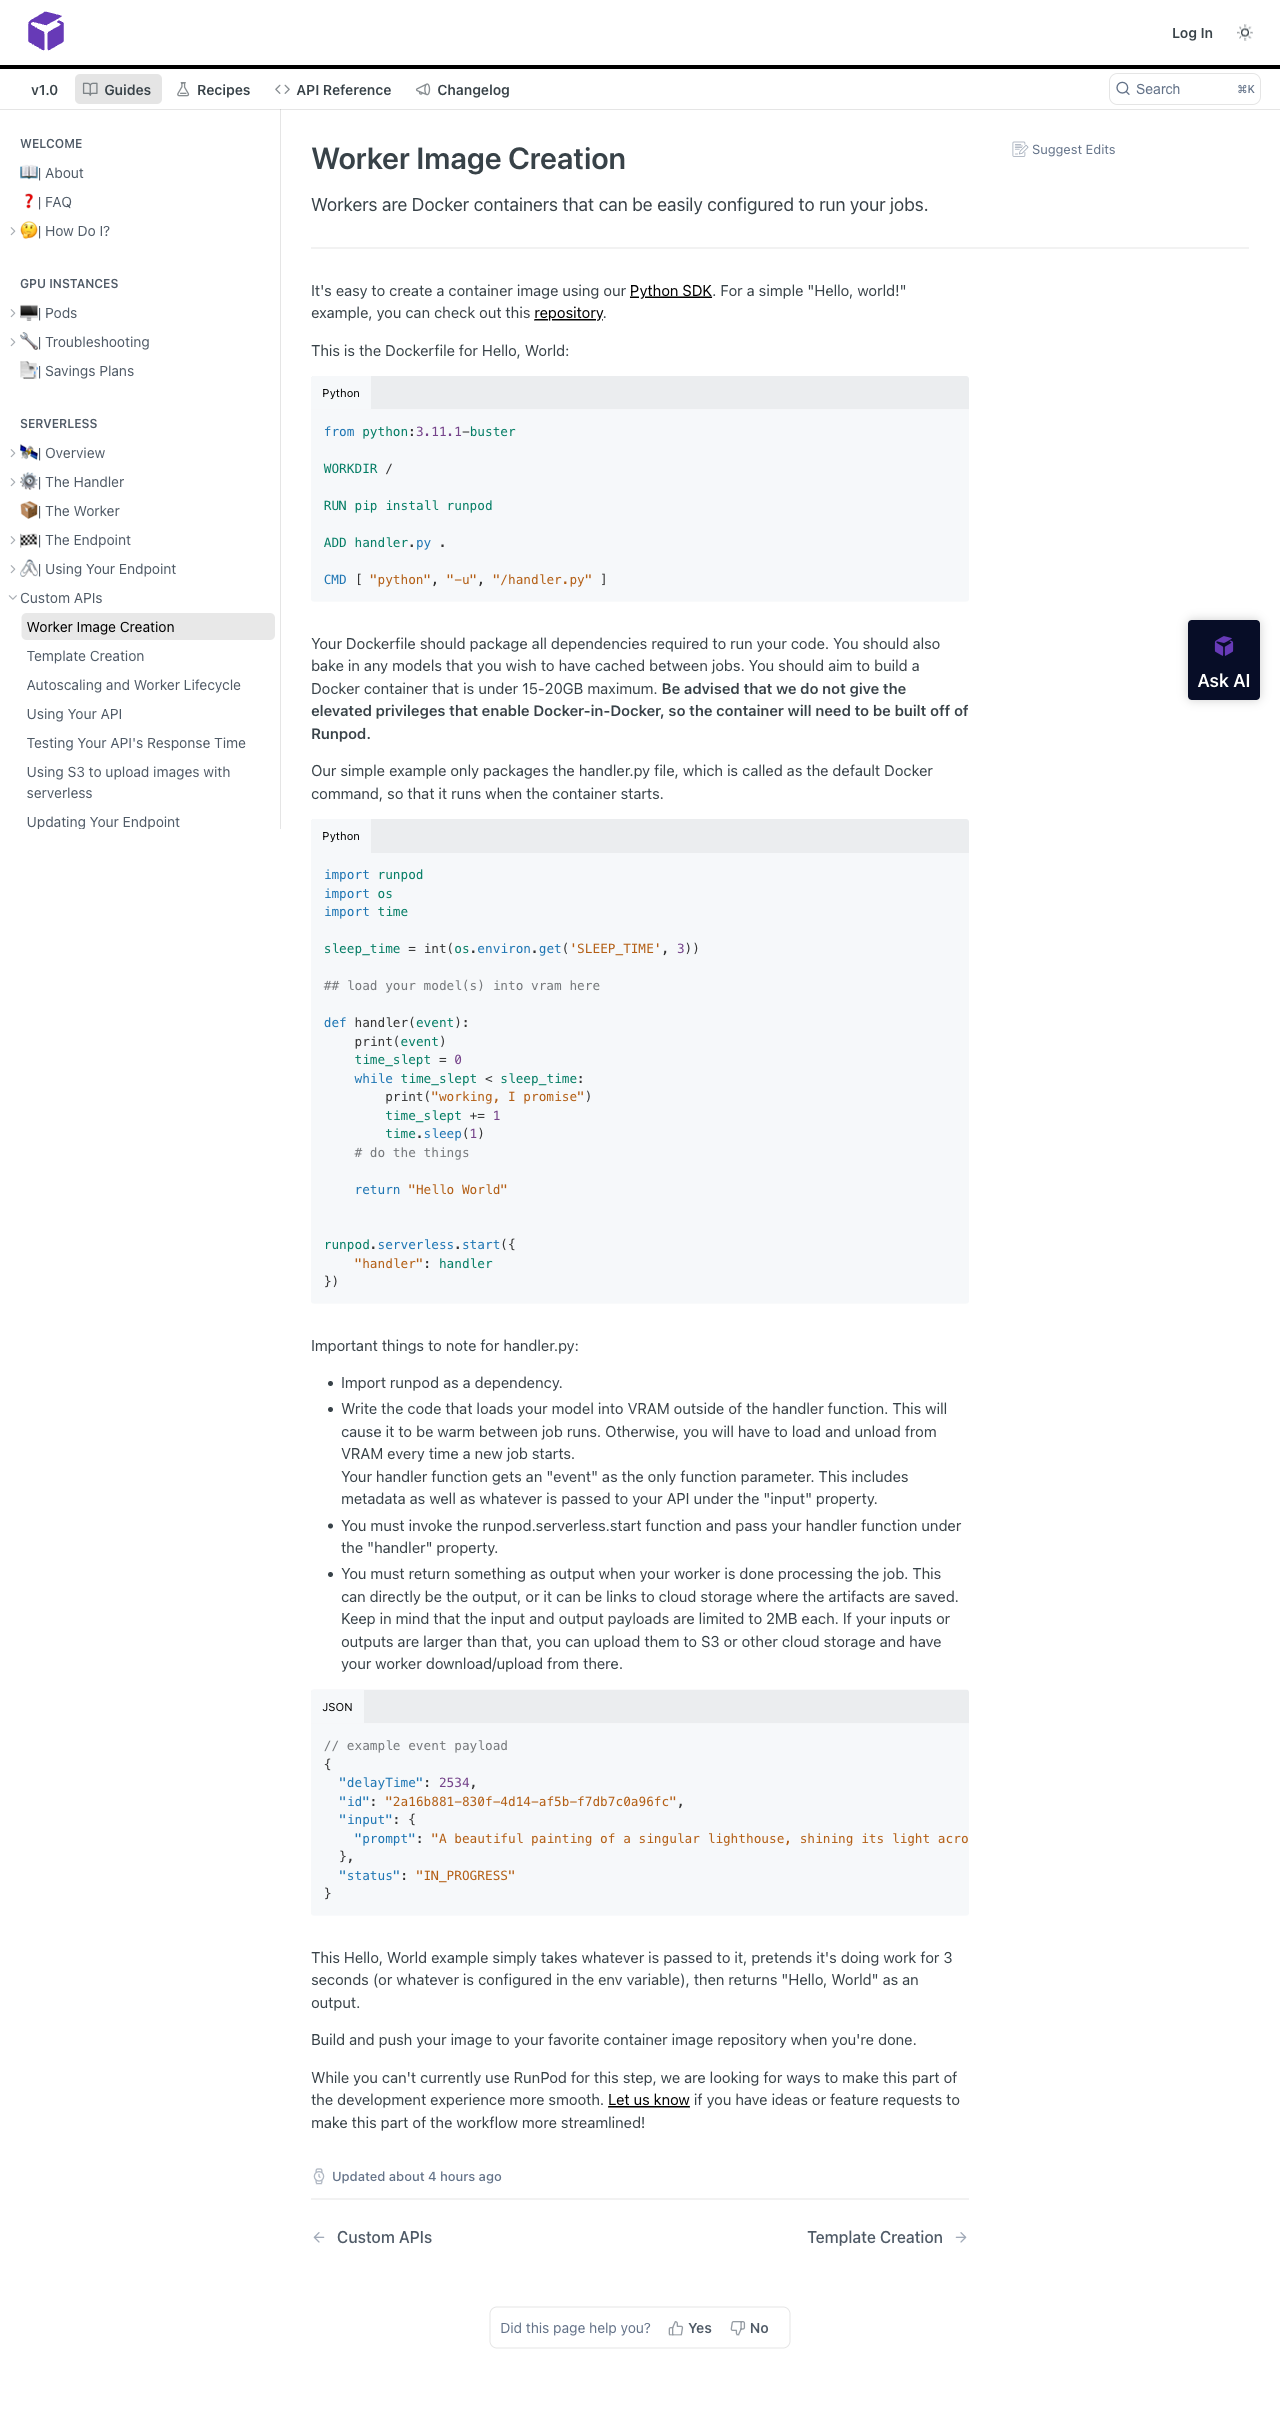 Log In
v1.0
Guides
Recipes
API Reference
Changelog
Search
⌘K
WELCOME
| About
| FAQ
| How Do I?
GPU INSTANCES
| Pods
| Troubleshooting
| Savings Plans
SERVERLESS
| Overview
| The Handler
| The Worker
| The Endpoint
| Using Your Endpoint
Custom APIs
Worker Image Creation
Template Creation
Autoscaling and Worker Lifecycle
Using Your API
Testing Your API's Response Time
Using S3 to upload images with
serverless
Updating Your Endpoint
Worker Image Creation
Suggest Edits
Workers are Docker containers that can be easily configured to run your jobs.
It's easy to create a container image using our Python SDK. For a simple "Hello, world!"
example, you can check out this repository.
This is the Dockerfile for Hello, World:
Python
from python:3.11.1-buster
WORKDIR /
RUN pip install runpod
ADD handler.py .
CMD [ "python", "-u", "/handler.py" ]
Your Dockerfile should package all dependencies required to run your code. You should also
bake in any models that you wish to have cached between jobs. You should aim to build a
Docker container that is under 15-20GB maximum. Be advised that we do not give the
elevated privileges that enable Docker-in-Docker, so the container will need to be built off of
Runpod.
Our simple example only packages the handler.py file, which is called as the default Docker
command, so that it runs when the container starts.
Python
import runpod
import os
import time
sleep_time = int(os.environ.get('SLEEP_TIME', 3))
## load your model(s) into vram here
def handler(event):
    print(event)
    time_slept = 0
    while time_slept < sleep_time:
        print("working, I promise")
        time_slept += 1
        time.sleep(1)
    # do the things
    return "Hello World"
runpod.serverless.start({
    "handler": handler
})
Important things to note for handler.py:
• Import runpod as a dependency.
• Write the code that loads your model into VRAM outside of the handler function. This will
cause it to be warm between job runs. Otherwise, you will have to load and unload from
VRAM every time a new job starts.
Your handler function gets an "event" as the only function parameter. This includes
metadata as well as whatever is passed to your API under the "input" property.
• You must invoke the runpod.serverless.start function and pass your handler function under
the "handler" property.
• You must return something as output when your worker is done processing the job. This
can directly be the output, or it can be links to cloud storage where the artifacts are saved.
Keep in mind that the input and output payloads are limited to 2MB each. If your inputs or
outputs are larger than that, you can upload them to S3 or other cloud storage and have
your worker download/upload from there.
JSON
// example event payload
{
  "delayTime": 2534,
  "id": "2a16b881-830f-4d14-af5b-f7db7c0a96fc",
  "input": {
    "prompt": "A beautiful painting of a singular lighthouse, shining its light acro
  },
  "status": "IN_PROGRESS"
}
This Hello, World example simply takes whatever is passed to it, pretends it's doing work for 3
seconds (or whatever is configured in the env variable), then returns "Hello, World" as an
output.
Build and push your image to your favorite container image repository when you're done.
While you can't currently use RunPod for this step, we are looking for ways to make this part of
the development experience more smooth. Let us know if you have ideas or feature requests to
make this part of the workflow more streamlined!
Updated about 4 hours ago
← Custom APIs
Template Creation →
Did this page help you?
Yes
No
Ask AI